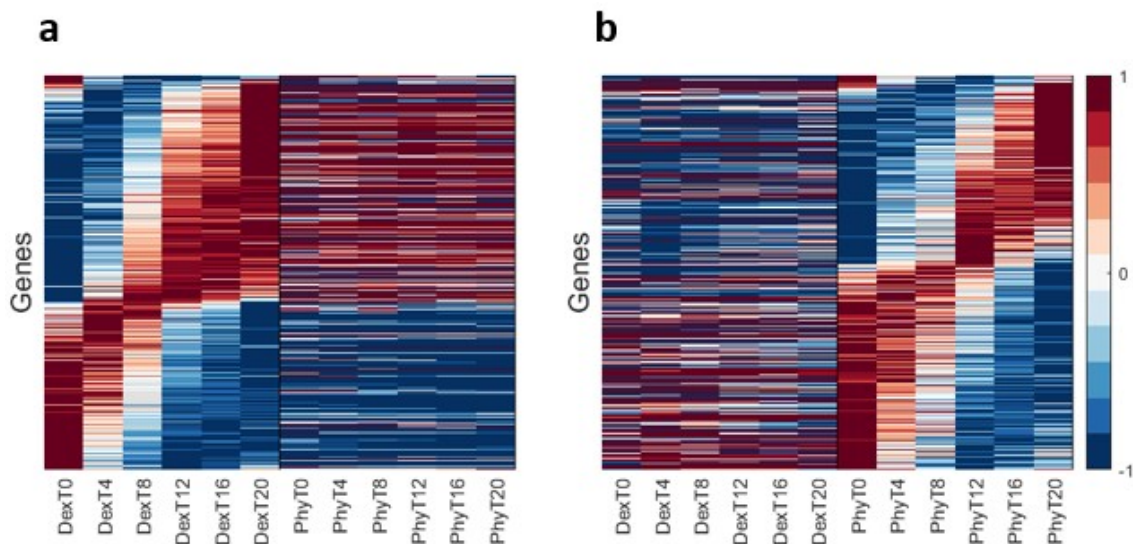 a
b
Genes
DexT0
DexT4
DexT8
DexT12
DexT16
DexT20
PhyT0
PhyT4
PhyT8
PhyT12
PhyT16
PhyT20
Genes
DexT0
DexT4
DexT8
DexT12
DexT16
DexT20
PhyT0
PhyT4
PhyT8
PhyT12
PhyT16
PhyT20
1
0
-1